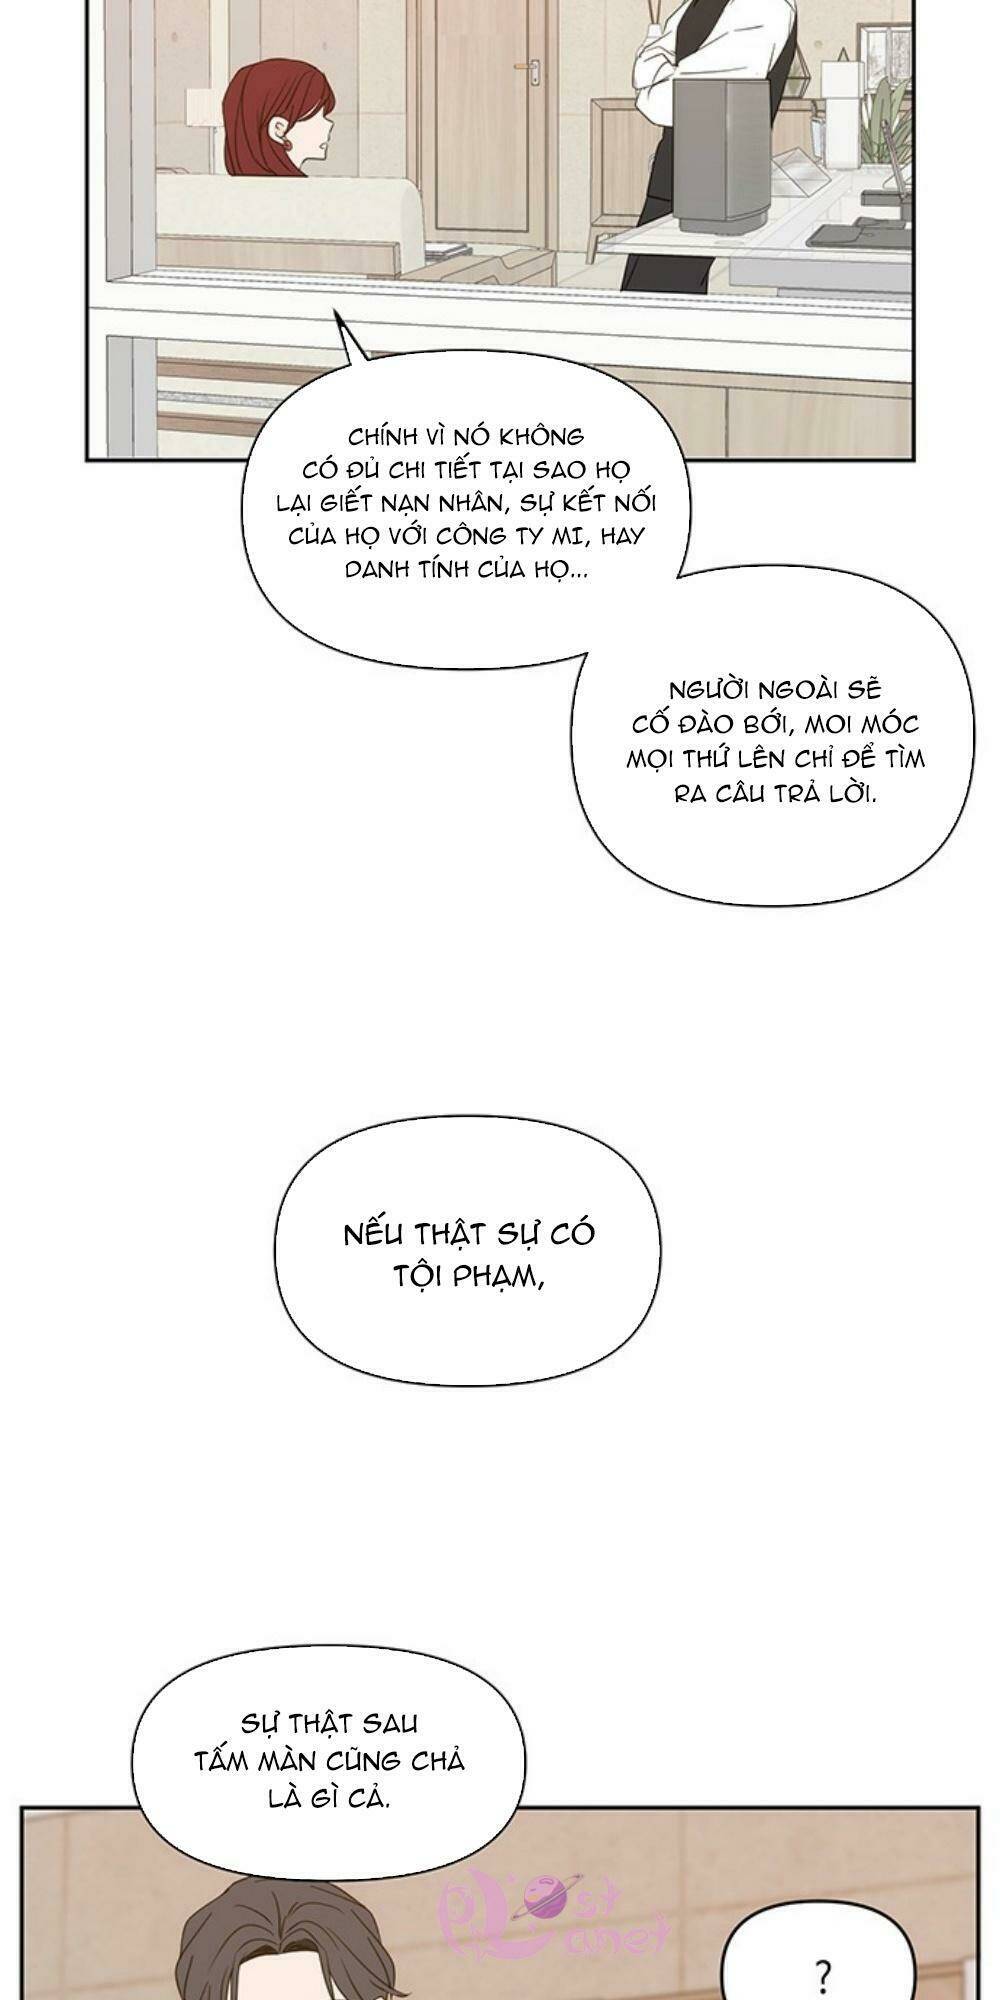 CHÍNH VÌ NÓ KHÔNG
CÓ ĐỦ CHI TIẾT TẠI SAO HỌ
LẠI GIẾT NẠN NHÂN, SỰ KẾT NỐI
CỦA HỌ VỚI CÔNG TY MI, HAY
DANH TÍNH CỦA HỌ...
NGƯỜI NGOÀI SẼ
CỐ ĐÀO BỚI, MOI MÓC
MỌI THỨ LÊN CHỈ ĐỂ TÌM
RA CÂU TRẢ LỜI.
NẾU THẬT SỰ CÓ
TỘI PHẠM,
SỰ THẬT SAU
TẤM MÀN CŨNG CHẢ
LÀ GÌ CẢ.
Lost
Planet
?